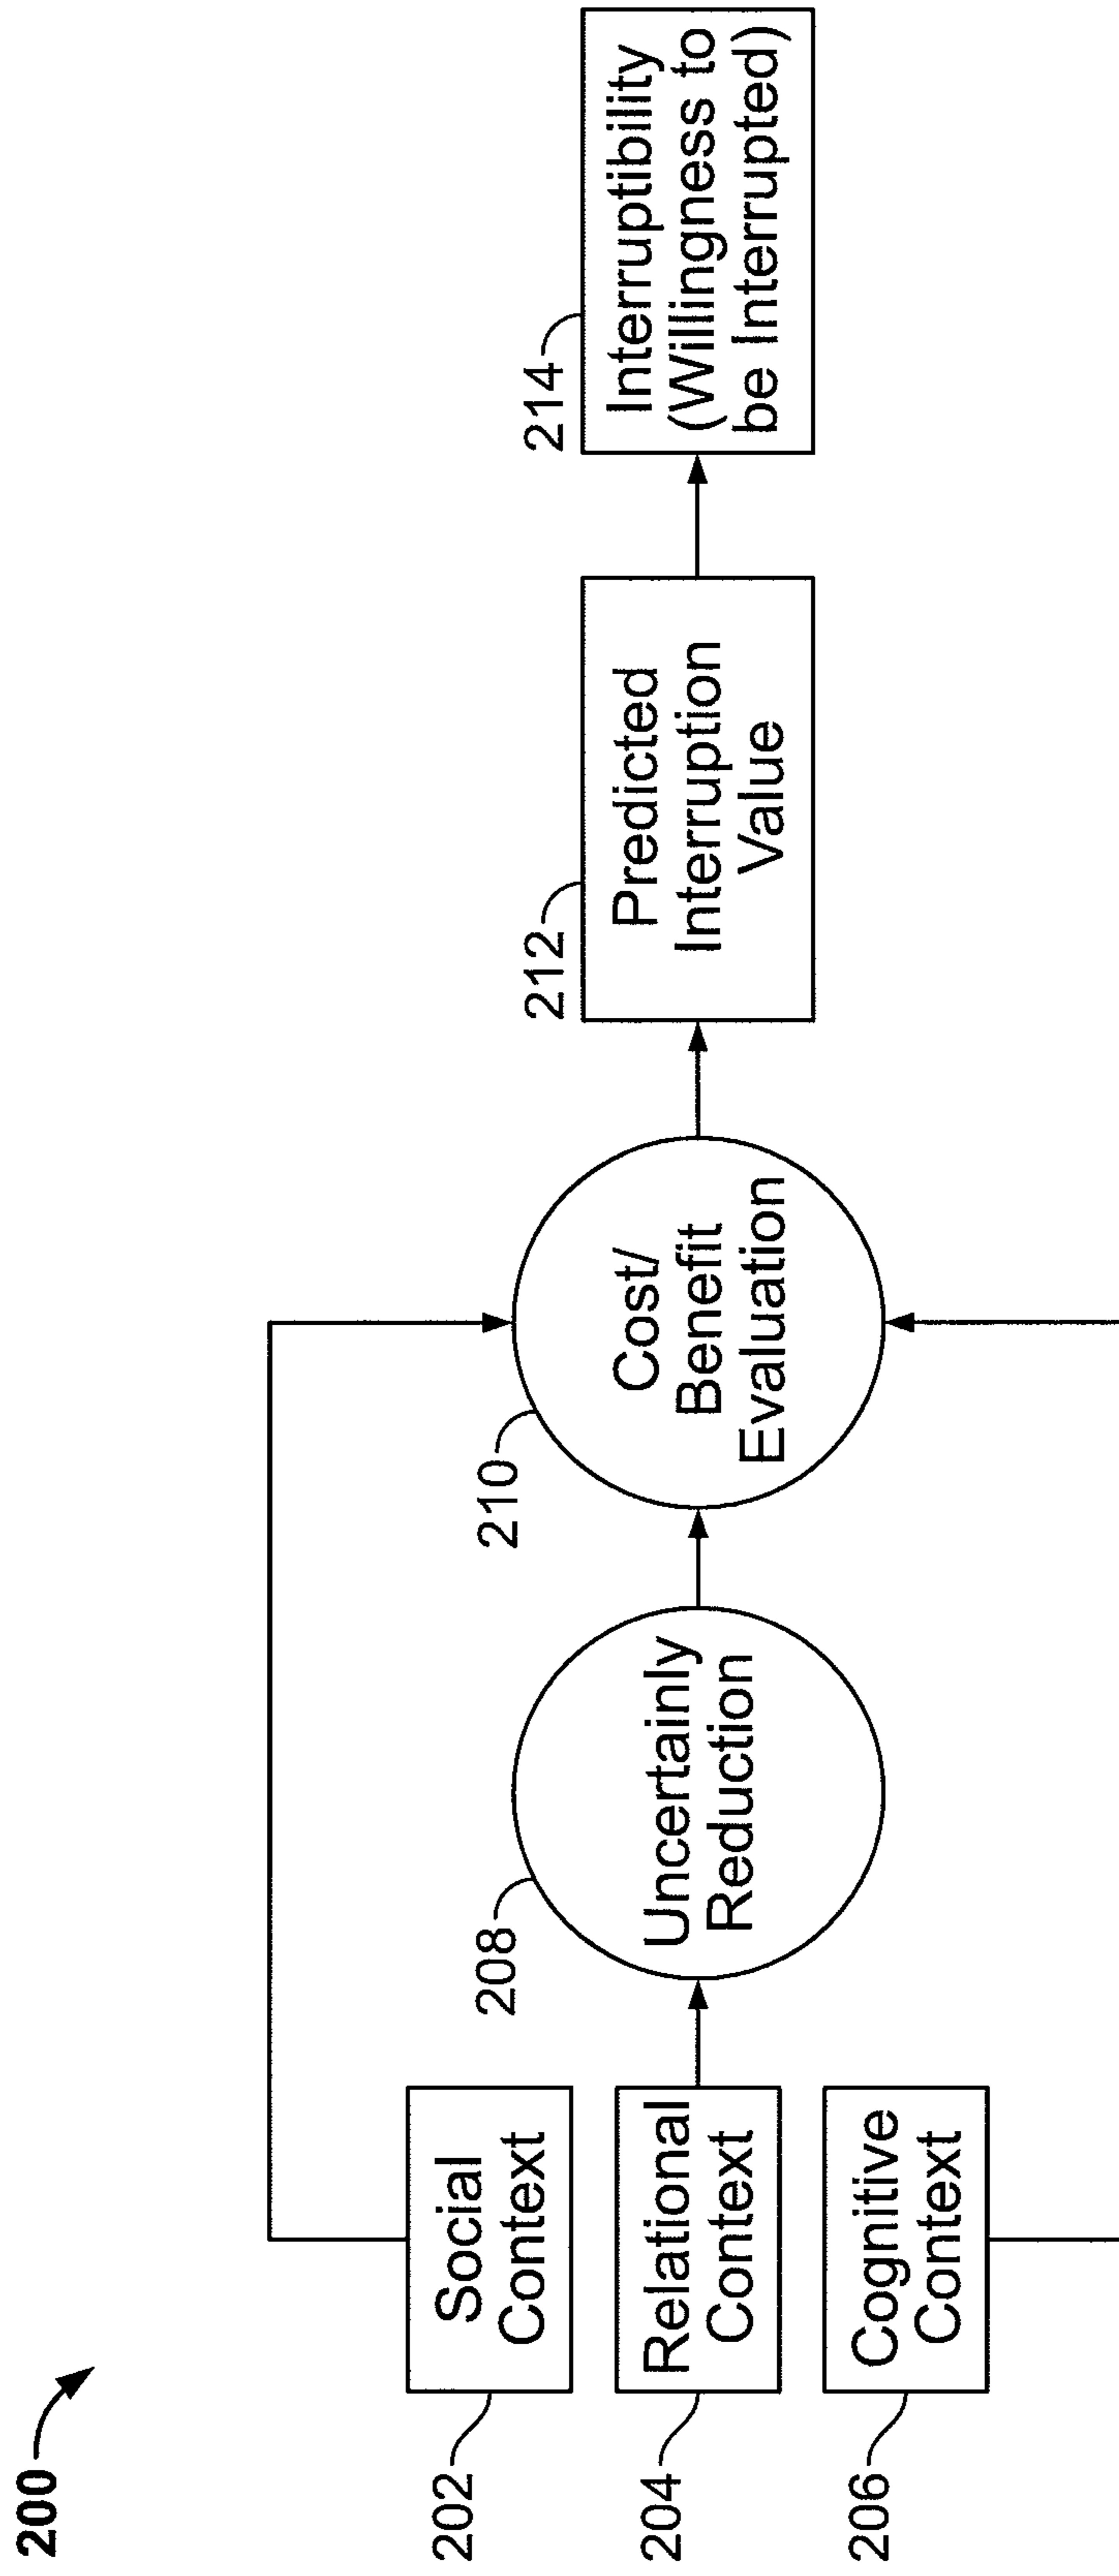 200
202
Social
Context
204
Relational
Context
206
Cognitive
Context
208
Uncertainly
Reduction
210
Cost/
Benefit
Evaluation
212
Predicted
Interruption
Value
214
Interruptibility
(Willingness to
be Interrupted)